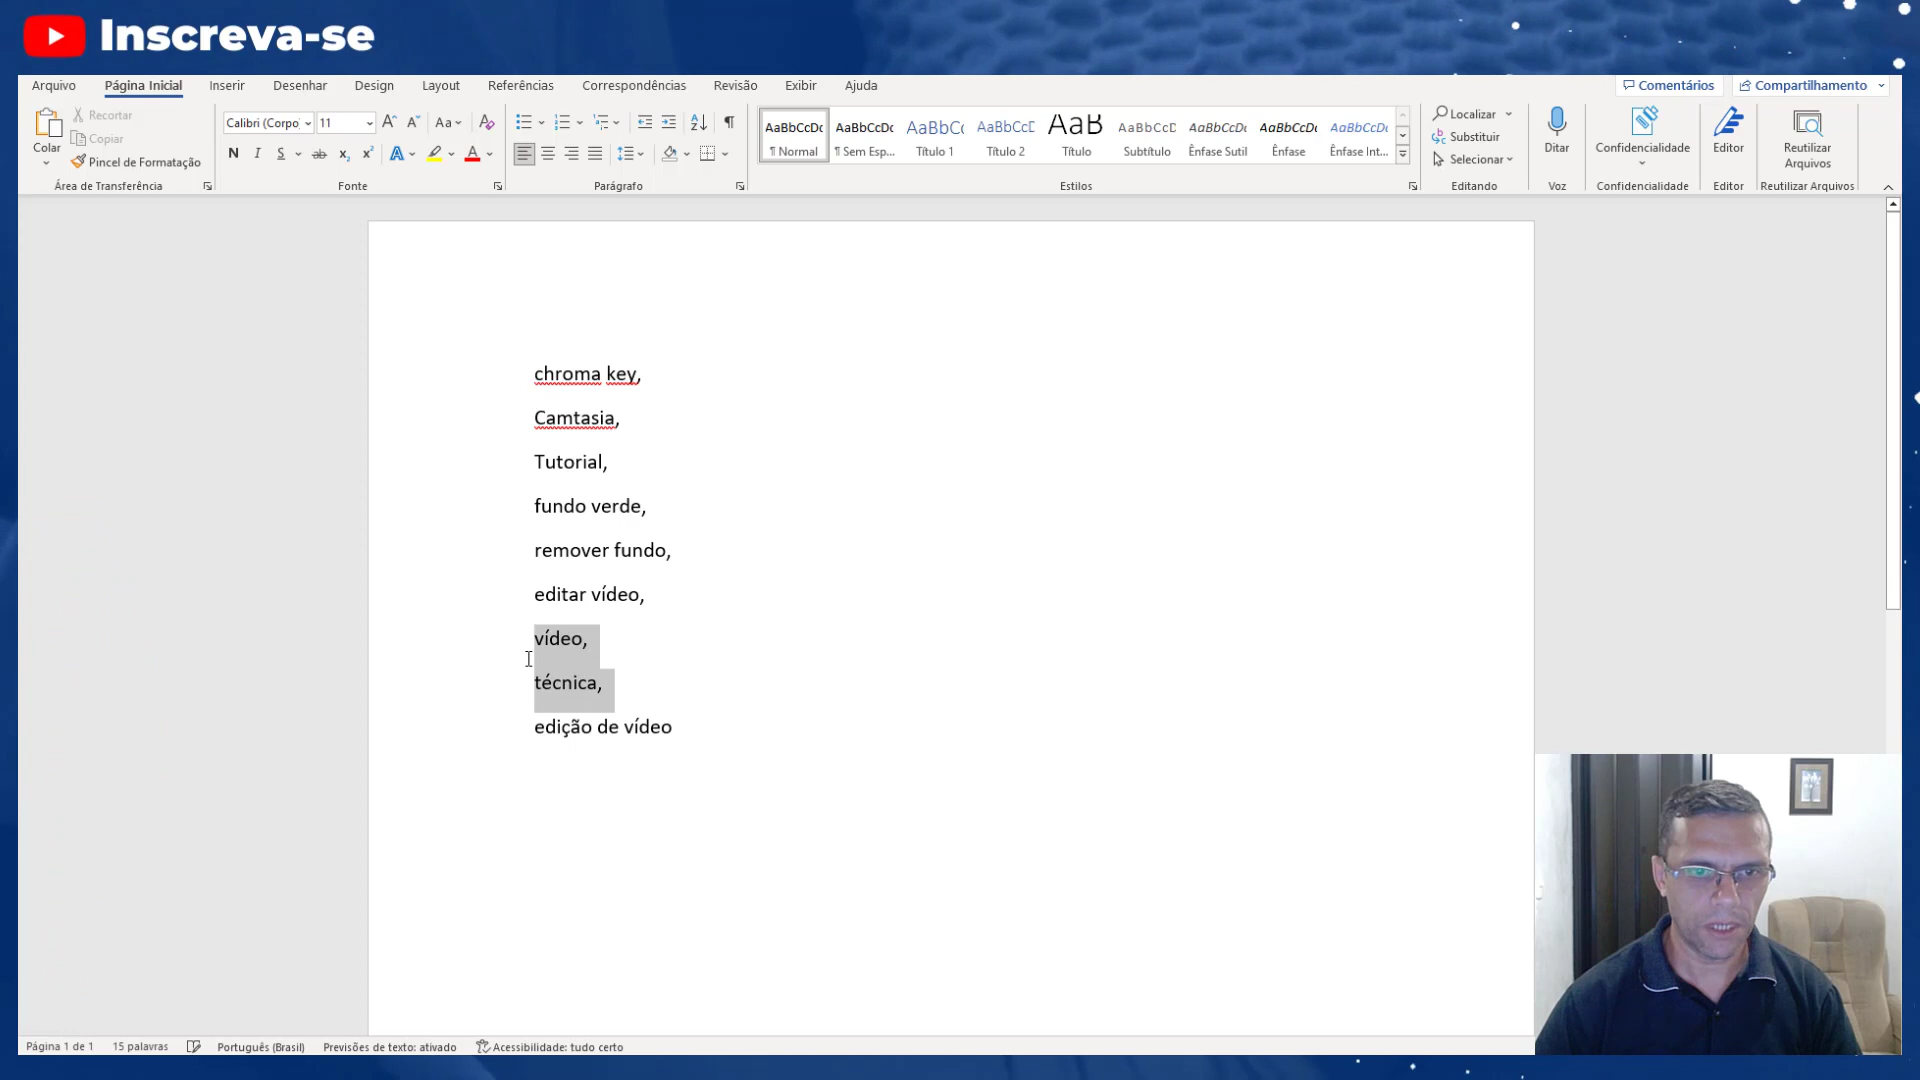 Inscreva-se
Arquivo Página Inicial Inserir Desenhar Design Layout Referências Correspondências Revisão Exibir Ajuda Comentários Compartilhamento
Colar
Recortar
Copiar
Pincel de Formatação
Área de Transferência
Calibri (Corpo) 11
Fonte
Parágrafo
AaBbCcDc
¶ Normal
AaBbCcDc
¶ Sem Esp...
AaBbCc
Título 1
AaBbCcD
Título 2
AaB
Título
AaBbCcD
Subtítulo
AaBbCcDc
Ênfase Sutil
AaBbCcDc
Ênfase
AaBbCcDc
Ênfase Int...
Estilos
Localizar
Substituir
Selecionar
Editando
Ditar
Voz
Confidencialidade
Confidencialidade
Editor
Editor
Reutilizar
Arquivos
Reutilizar Arquivos
chroma key,
Camtasia,
Tutorial,
fundo verde,
remover fundo,
editar vídeo,
vídeo,
técnica,
edição de vídeo
Página 1 de 1 15 palavras Português (Brasil) Previsões de texto: ativado Acessibilidade: tudo certo